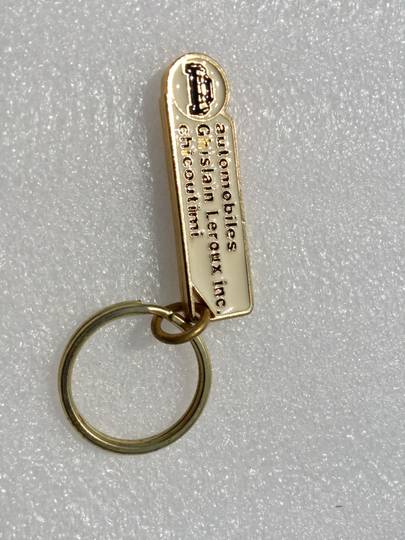 automobiles
Ghislain Leroux inc.
chicoutimi